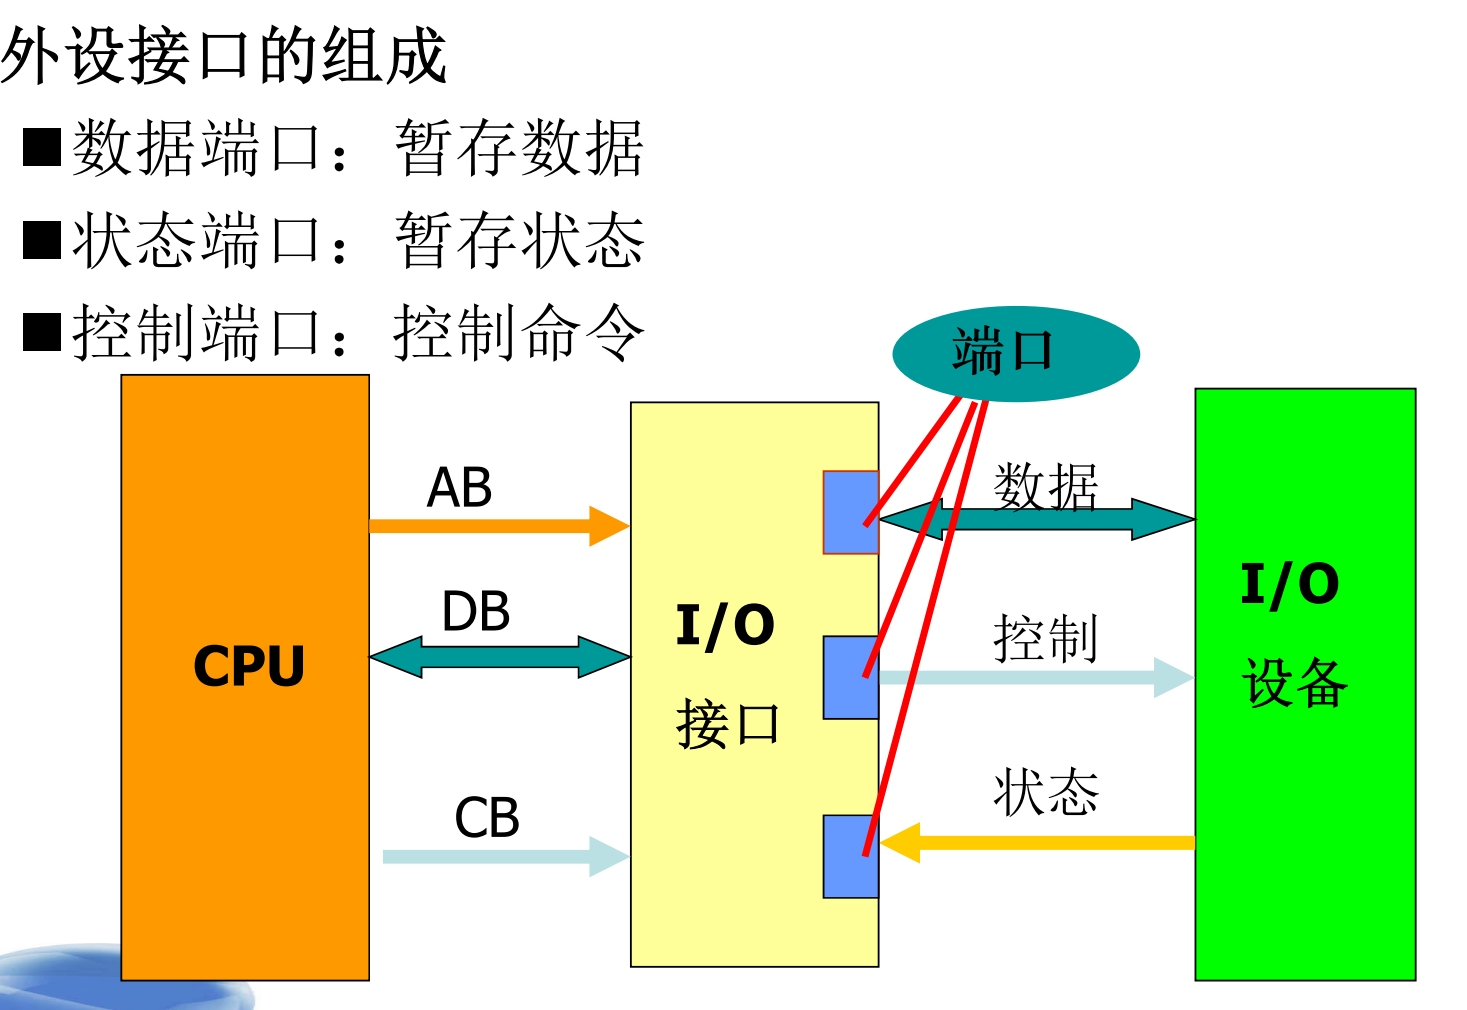 外设接口的组成
■数据端口：暂存数据
■状态端口：暂存状态
■控制端口：控制命令
端口
AB
数据
DB
I/O
I/O
CPU
控制
设备
接口
CB
状态